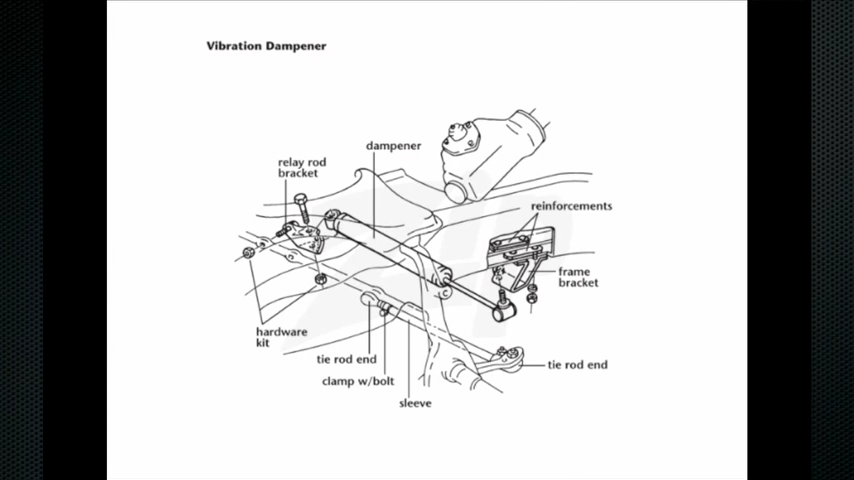 Vibration Dampener
dampener
relay rod
bracket
reinforcements
frame
bracket
hardware
kit
tie rod end
tie rod end
clamp w/bolt
sleeve